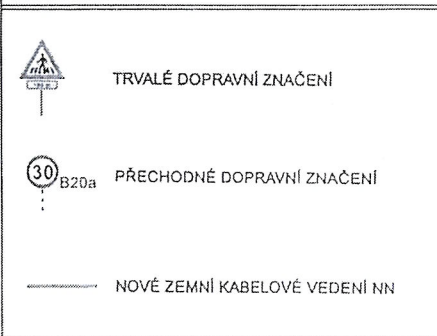 TRVALÉ DOPRAVNÍ ZNAČENÍ
30 B20a PŘECHODNÉ DOPRAVNÍ ZNAČENÍ
NOVÉ ZEMNÍ KABELOVÉ VEDENÍ NN